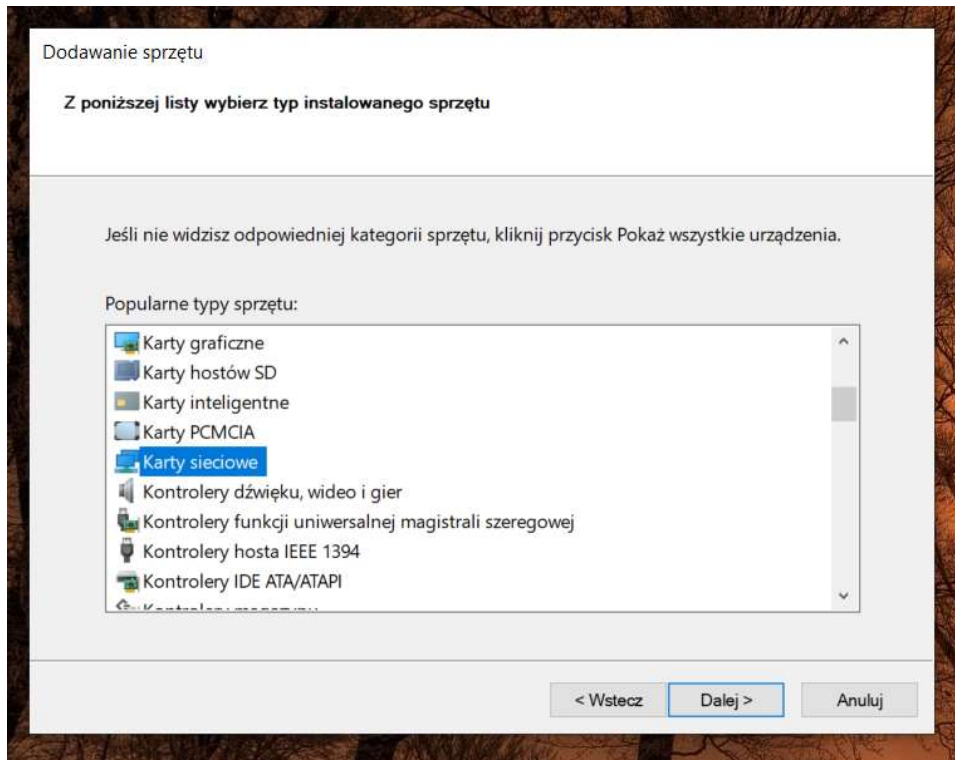 Dodawanie sprzętu
Z poniższej listy wybierz typ instalowanego sprzętu
Jeśli nie widzisz odpowiedniej kategorii sprzętu, kliknij przycisk Pokaż wszystkie urządzenia.
Popularne typy sprzętu:
Karty graficzne
Karty hostów SD
Karty inteligentne
Karty PCMCIA
Karty sieciowe
Kontrolery dźwięku, wideo i gier
Kontrolery funkcji uniwersalnej magistrali szeregowej
Kontrolery hosta IEEE 1394
Kontrolery IDE ATA/ATAPI
Kontrolery magazynu
< Wstecz
Dalej >
Anuluj